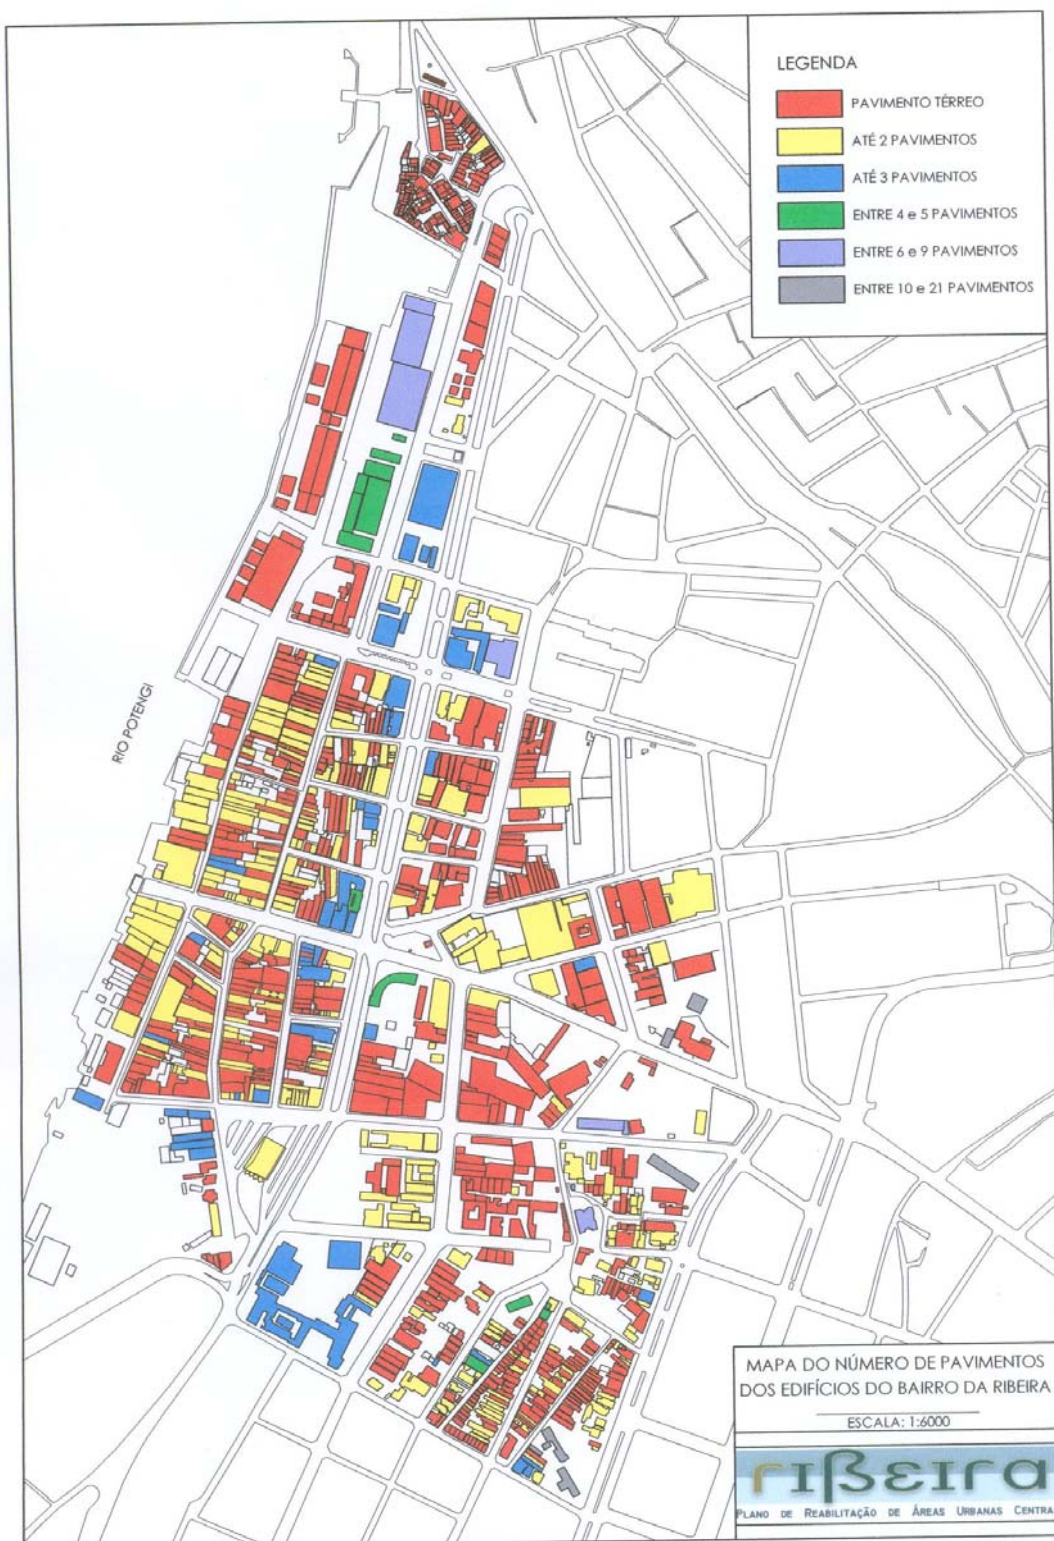 LEGENDA
PAVIMENTO TÉRREO
ATÉ 2 PAVIMENTOS
ATÉ 3 PAVIMENTOS
ENTRE 4 e 5 PAVIMENTOS
ENTRE 6 e 9 PAVIMENTOS
ENTRE 10 e 21 PAVIMENTOS
RIO POTENGI
MAPA DO NÚMERO DE PAVIMENTOS
DOS EDIFÍCIOS DO BAIRRO DA RIBEIRA
ESCALA: 1:6000
rIβEIra
PLANO DE REABILITAÇÃO DE ÁREAS URBANAS CENTRA